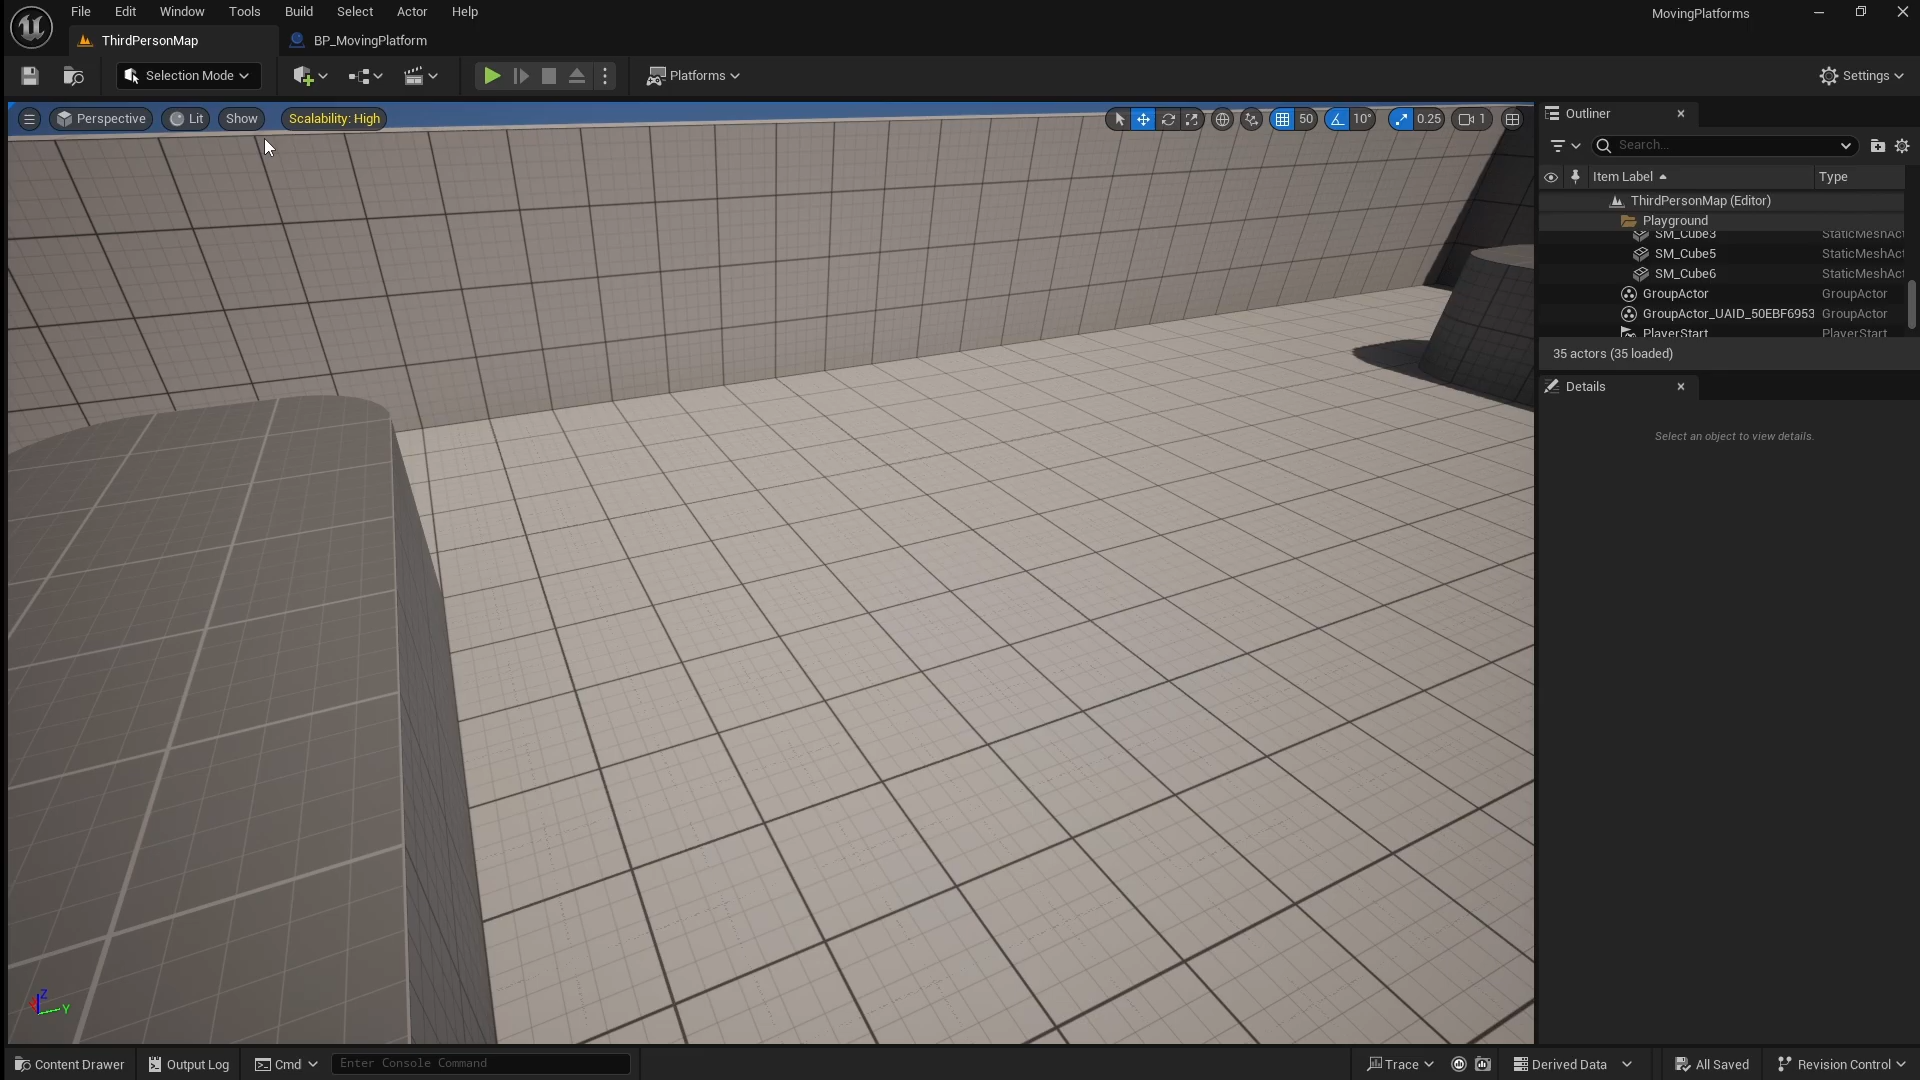 File Edit Window Tools Build Select Actor Help
MovingPlatforms
ThirdPersonMap
BP_MovingPlatform
Selection Mode
Platforms
Settings
Perspective
Lit
Show
Scalability: High
50
10°
0.25
1
Outliner
Search...
Item Label
Type
ThirdPersonMap (Editor)
Playground
SM_Cube3 StaticMeshAct
SM_Cube5 StaticMeshAct
SM_Cube6 StaticMeshAct
GroupActor GroupActor
GroupActor_UAID_50EBF6953 GroupActor
PlayerStart PlayerStart
35 actors (35 loaded)
Details
Select an object to view details.
Z
Y
Content Drawer
Output Log
Cmd
Enter Console Command
Trace
Derived Data
All Saved
Revision Control